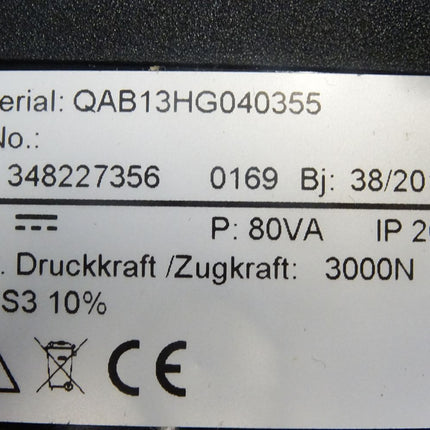 erial: QAB13HG040355
No.:
348227356 0169 Bj: 38/20
P: 80VA IP 2
. Druckkraft /Zugkraft: 3000N
S3 10%
CE